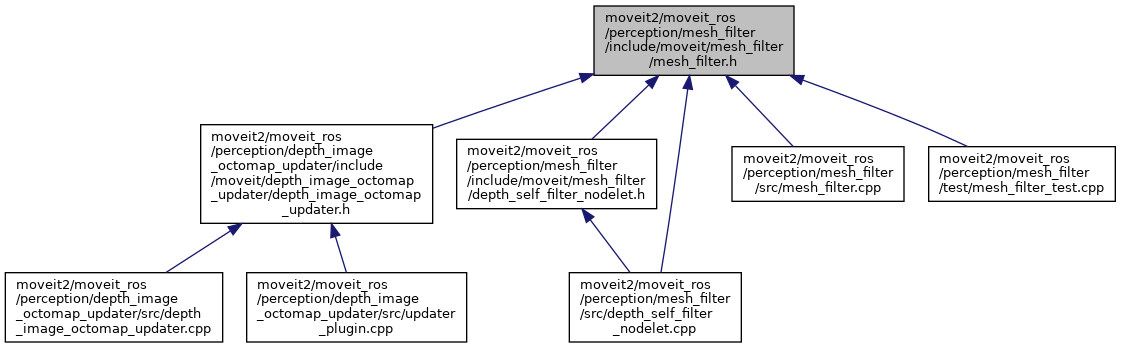 moveit2/moveit_ros
/perception/mesh_filter
/include/moveit/mesh_filter
/mesh_filter.h
moveit2/moveit_ros
/perception/depth_image
_octomap_updater/include
/moveit/depth_image_octomap
_updater/depth_image_octomap
_updater.h
moveit2/moveit_ros
/perception/mesh_filter
/include/moveit/mesh_filter
/depth_self_filter_nodelet.h
moveit2/moveit_ros
/perception/mesh_filter
/src/mesh_filter.cpp
moveit2/moveit_ros
/perception/mesh_filter
/test/mesh_filter_test.cpp
moveit2/moveit_ros
/perception/depth_image
_octomap_updater/src/depth
_image_octomap_updater.cpp
moveit2/moveit_ros
/perception/depth_image
_octomap_updater/src/updater
_plugin.cpp
moveit2/moveit_ros
/perception/mesh_filter
/src/depth_self_filter
_nodelet.cpp